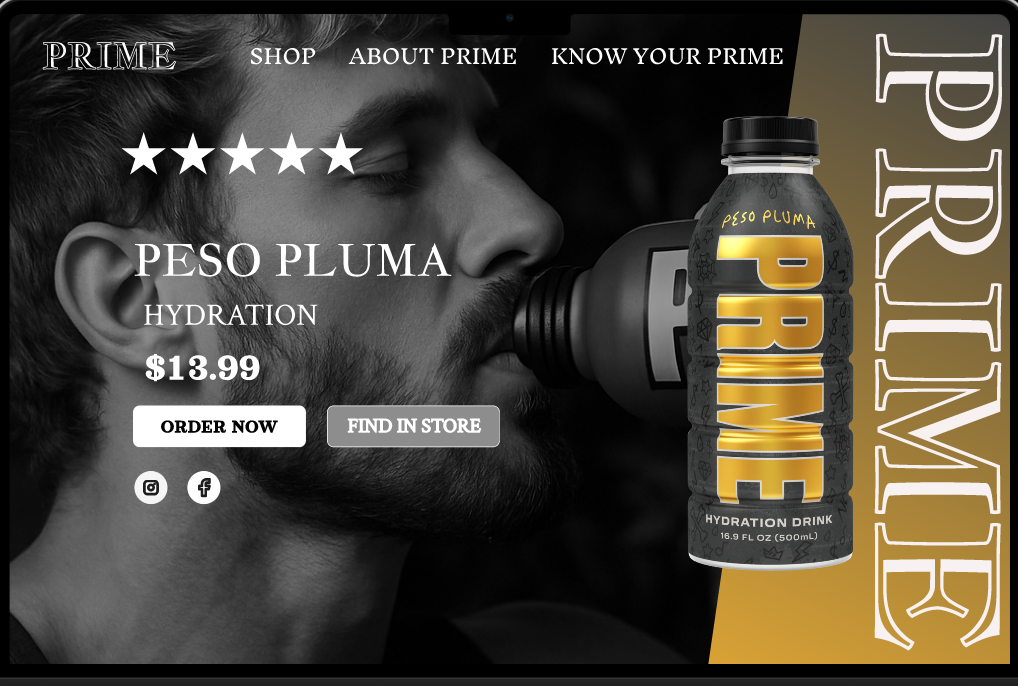 PRIME
SHOP
ABOUT PRIME
KNOW YOUR PRIME
PESO PLUMA
HYDRATION
$13.99
ORDER NOW
FIND IN STORE
PESO PLUMA
PRIME
HYDRATION DRINK
16.9 FL OZ (500mL)
PRIME